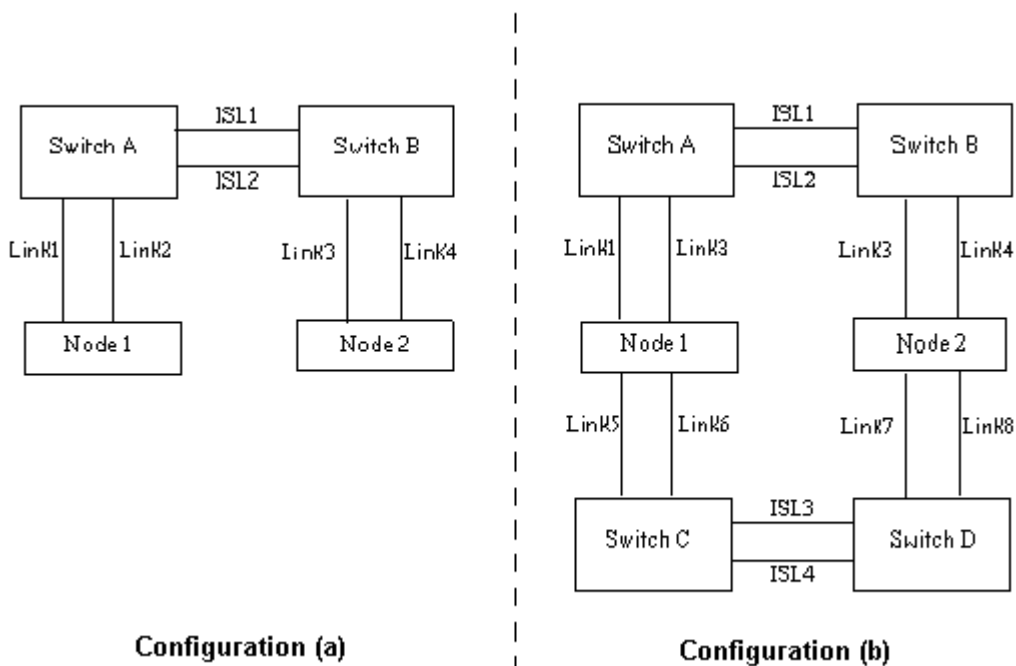 ISL1
Switch A
Switch B
ISL2
Link1
Link2
Link3
Link4
Node 1
Node 2
Configuration (a)
ISL1
Switch A
Switch B
ISL2
Link1
Link3
Link3
Link4
Node 1
Node 2
Link5
Link6
Link7
Link8
ISL3
Switch C
Switch D
ISL4
Configuration (b)